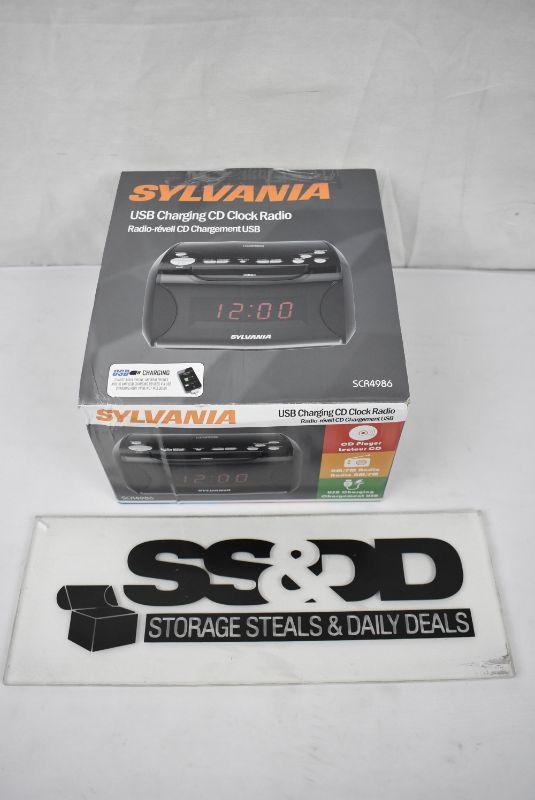 SYLVANIA
USB Charging CD Clock Radio
Radio-réveil CD Chargement USB
12:00
SYLVANIA
USB CHARGING
SCR4986
SYLVANIA
USB Charging CD Clock Radio
Radio-réveil CD Chargement USB
CD Player
Lecteur CD
AM/FM Radio
Radio AM/FM
USB Charging
Chargement USB
12:00
SYLVANIA
SCR4986
SS&DD
STORAGE STEALS & DAILY DEALS